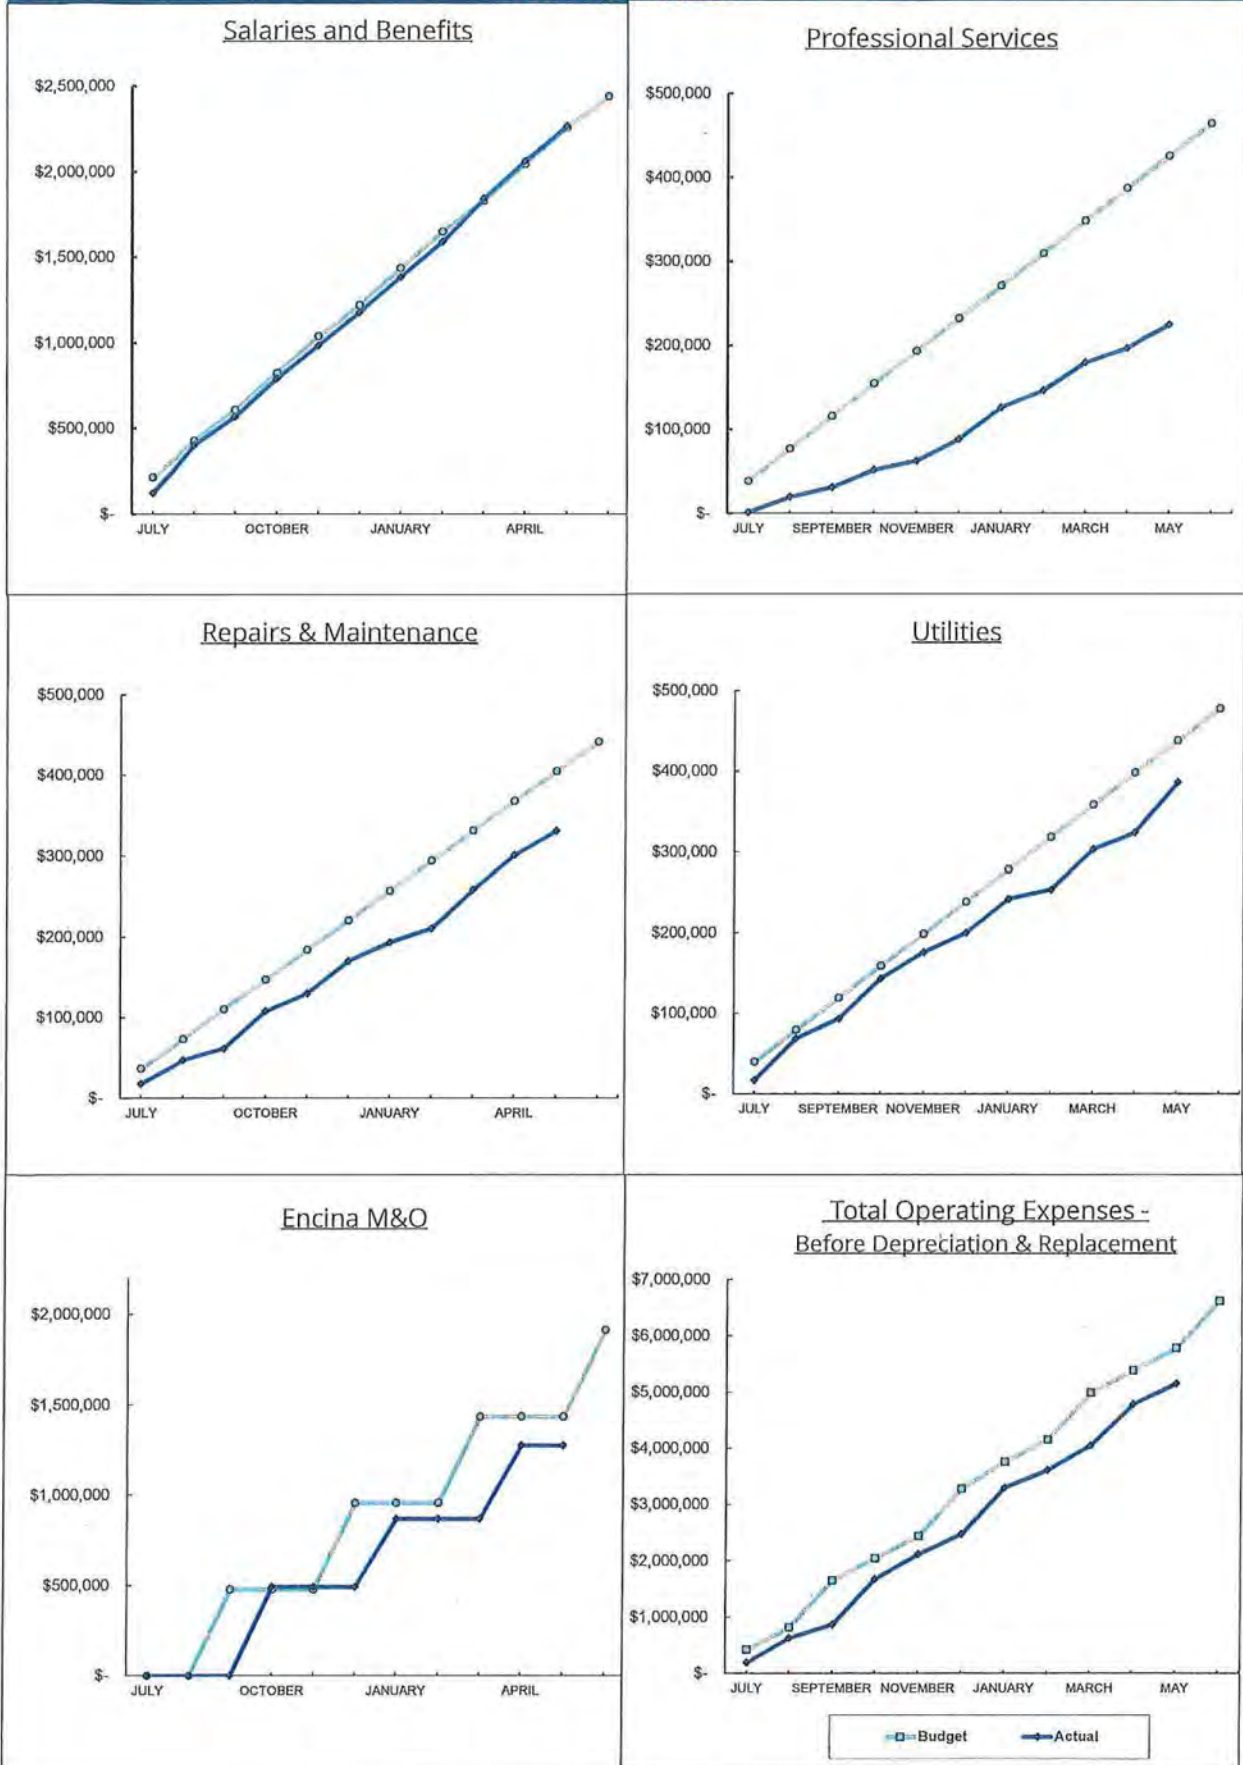 Salaries and Benefits
$2,500,000
$2,000,000
$1,500,000
$1,000,000
$500,000
$-
JULY OCTOBER JANUARY APRIL
Professional Services
$500,000
$400,000
$300,000
$200,000
$100,000
$-
JULY SEPTEMBER NOVEMBER JANUARY MARCH MAY
Repairs & Maintenance
$500,000
$400,000
$300,000
$200,000
$100,000
$-
JULY OCTOBER JANUARY APRIL
Utilities
$500,000
$400,000
$300,000
$200,000
$100,000
$-
JULY SEPTEMBER NOVEMBER JANUARY MARCH MAY
Encina M&O
$2,000,000
$1,500,000
$1,000,000
$500,000
$-
JULY OCTOBER JANUARY APRIL
Total Operating Expenses -
Before Depreciation & Replacement
$7,000,000
$6,000,000
$5,000,000
$4,000,000
$3,000,000
$2,000,000
$1,000,000
$-
JULY SEPTEMBER NOVEMBER JANUARY MARCH MAY
Budget Actual